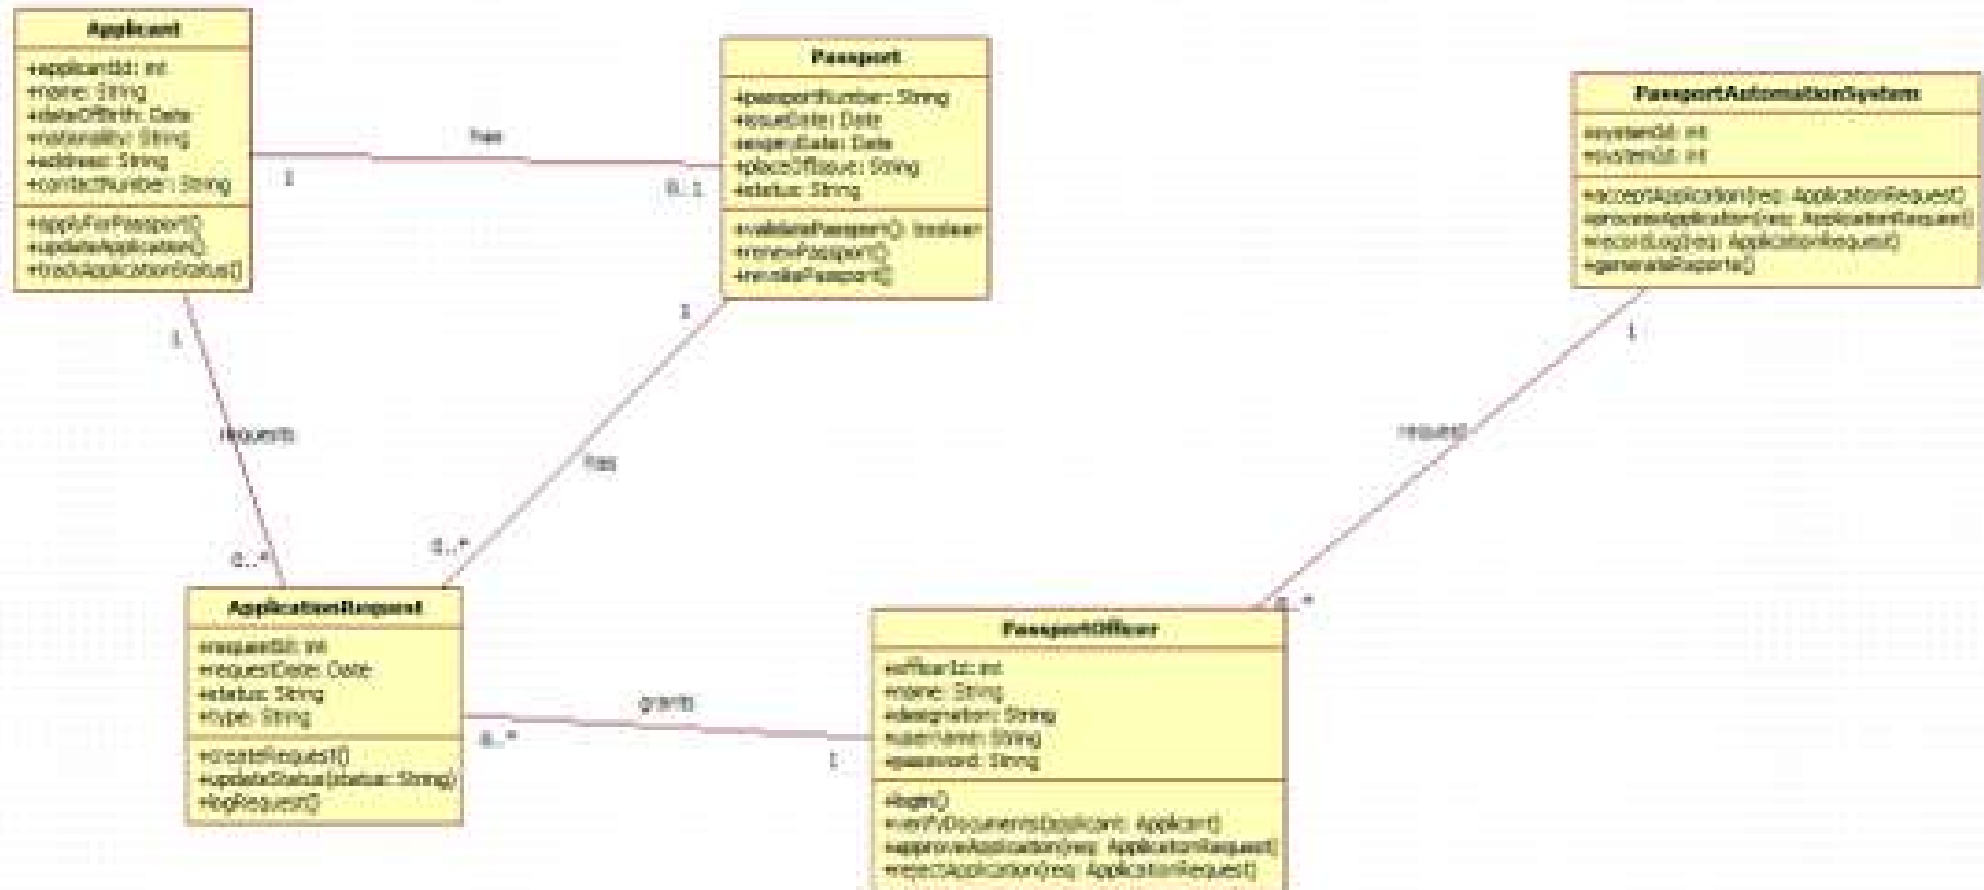 Applicant
+applicantId: int
+name: String
+dateOfBirth: Date
+nationality: String
+address: String
+contactNumber: String
+applyForPassport()
+updateApplication()
+trackApplicationStatus()
has
1
0..1
Passport
+passportNumber: String
+issueDate: Date
+expiryDate: Date
+placeOfIssue: String
+status: String
+validatePassport(): boolean
+renewPassport()
+revokePassport()
PassportAutomationSystem
+systemId: int
+systemId: int
+acceptApplication(req: ApplicationRequest)
+processApplication(req: ApplicationRequest)
+recordLog(req: ApplicationRequest)
+generateReports()
1
requests
0..*
1
has
0..*
1
request
0..*
ApplicationRequest
+requestId: int
+requestDate: Date
+status: String
+type: String
+createRequest()
+updateStatus(status: String)
+logRequest()
grants
0..*
1
PassportOfficer
+officerId: int
+name: String
+designation: String
+username: String
+password: String
+login()
+verifyDocuments(applicant: Applicant)
+approveApplication(req: ApplicationRequest)
+rejectApplication(req: ApplicationRequest)